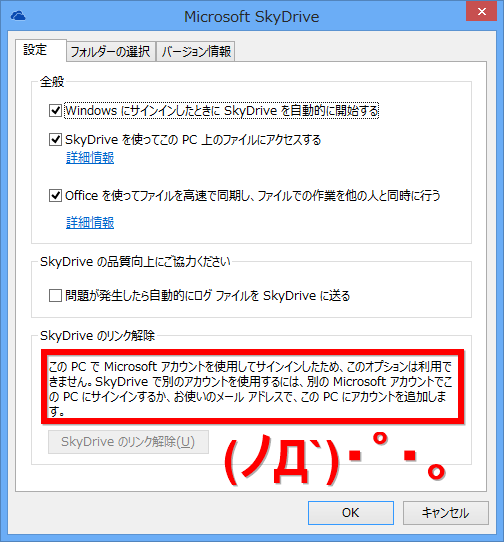 Microsoft SkyDrive
設定
フォルダーの選択
バージョン情報
全般
Windows にサインインしたときに SkyDrive を自動的に開始する
SkyDrive を使ってこの PC 上のファイルにアクセスする
詳細情報
Office を使ってファイルを高速で同期し、ファイルでの作業を他の人と同時に行う
詳細情報
SkyDrive の品質向上にご協力ください
問題が発生したら自動的にログ ファイルを SkyDrive に送る
SkyDrive のリンク解除
この PC で Microsoft アカウントを使用してサインインしたため、このオプションは利用で
きません。SkyDrive で別のアカウントを使用するには、別の Microsoft アカウントでこ
の PC にサインインするか、お使いのメール アドレスで、この PC にアカウントを追加しま
す。
SkyDrive のリンク解除(U)
(ノД`)・゜・。
OK
キャンセル